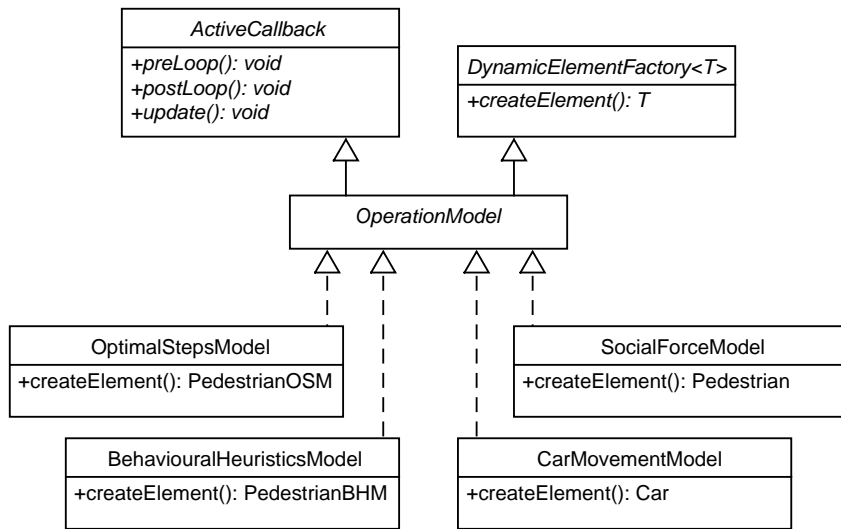 ActiveCallback
+preLoop(): void
+postLoop(): void
+update(): void
DynamicElementFactory<T>
+createElement(): T
OperationModel
OptimalStepsModel
+createElement(): PedestrianOSM
SocialForceModel
+createElement(): Pedestrian
BehaviouralHeuristicsModel
+createElement(): PedestrianBHM
CarMovementModel
+createElement(): Car